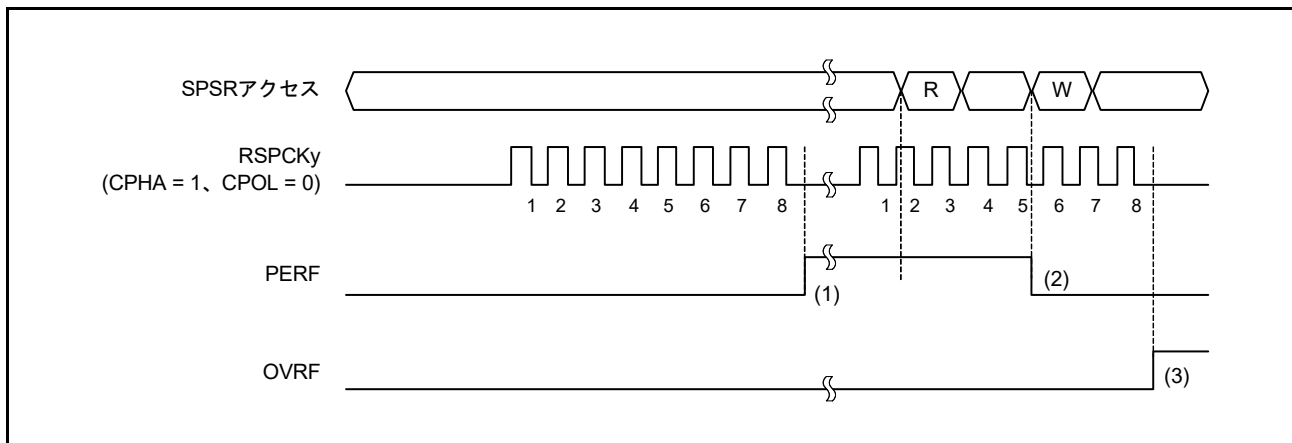 SPSRアクセス
R
W
RSPCKy
(CPHA = 1、CPOL = 0)
1 2 3 4 5 6 7 8 1 2 3 4 5 6 7 8
PERF
(1)
(2)
OVRF
(3)